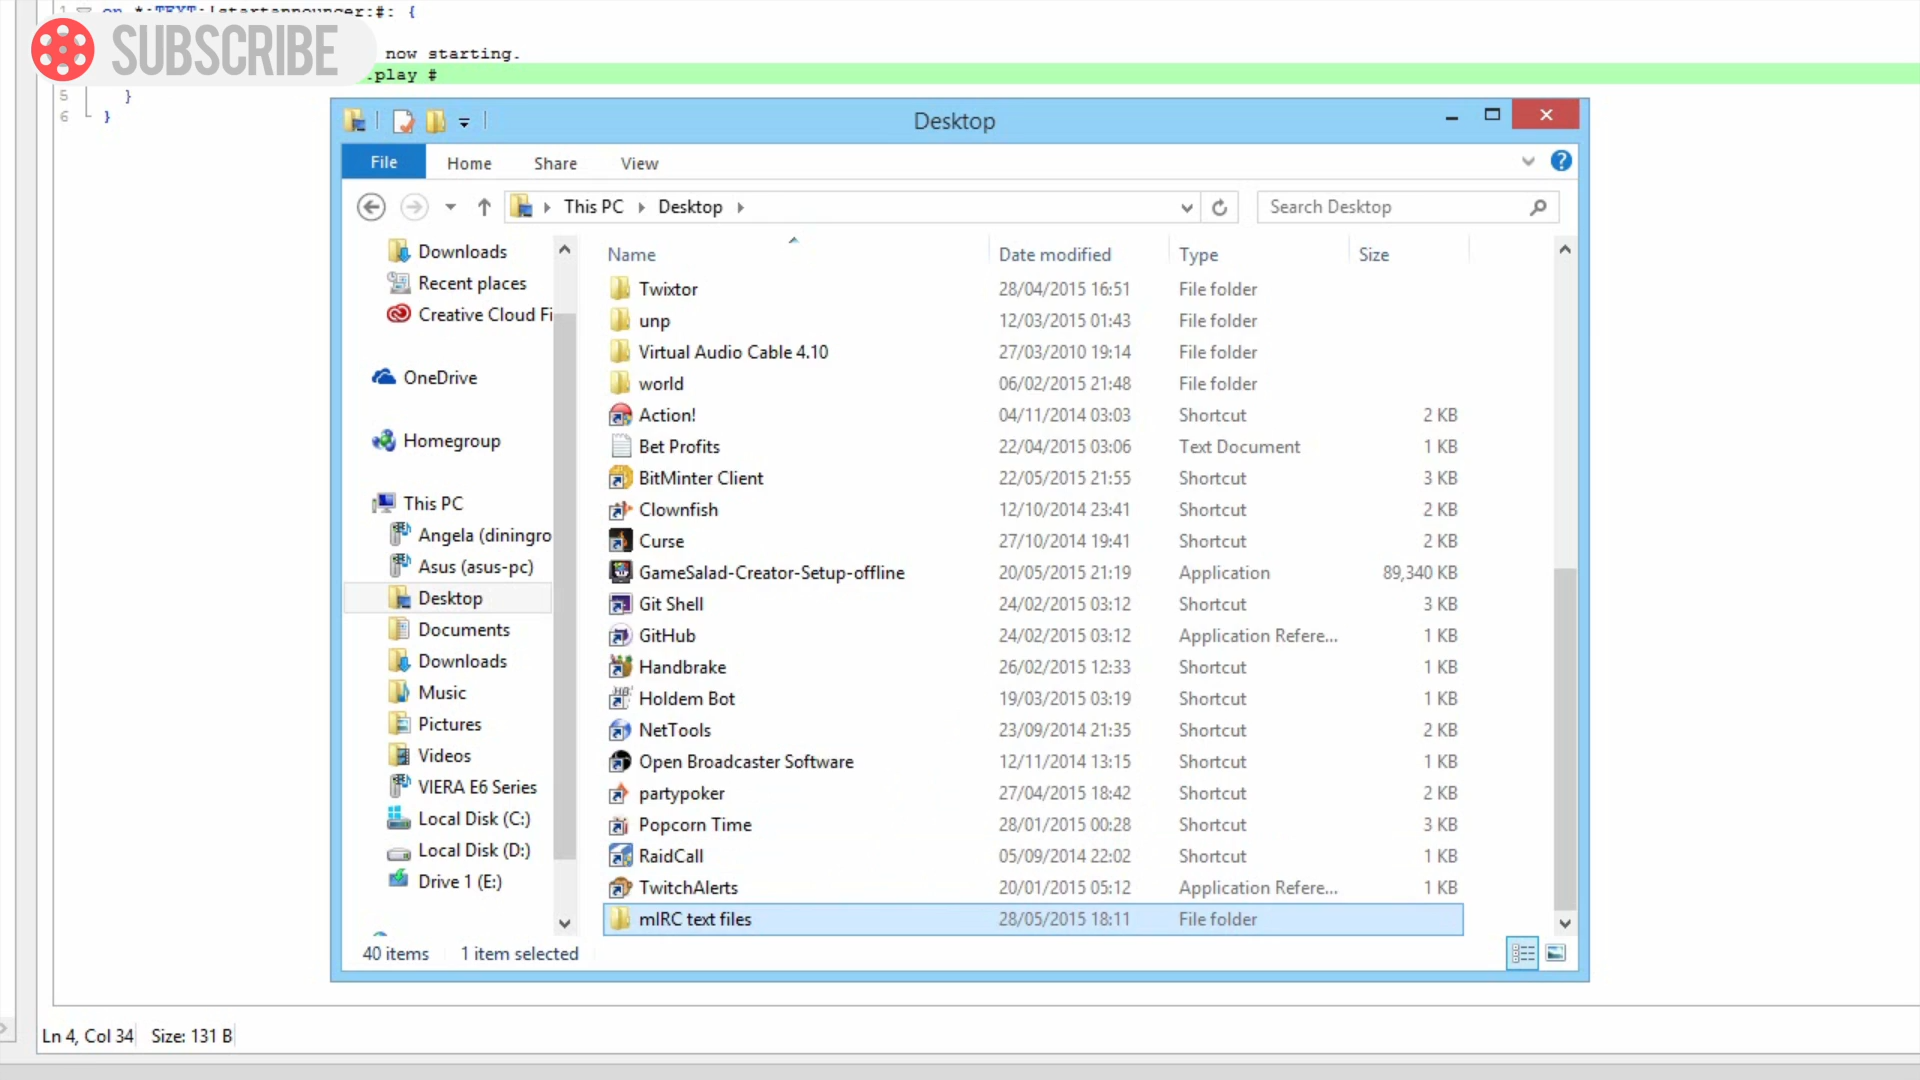 1 on *:TEXT:!startannouncer:#: {
SUBSCRIBE
now starting.
.play #
5 }
6 }
Desktop
File Home Share View
This PC Desktop
Search Desktop
Downloads
Recent places
Creative Cloud Fi
OneDrive
Homegroup
This PC
Angela (diningro
Asus (asus-pc)
Desktop
Documents
Downloads
Music
Pictures
Videos
VIERA E6 Series
Local Disk (C:)
Local Disk (D:)
Drive 1 (E:)
Name Date modified Type Size
Twixtor 28/04/2015 16:51 File folder
unp 12/03/2015 01:43 File folder
Virtual Audio Cable 4.10 27/03/2010 19:14 File folder
world 06/02/2015 21:48 File folder
Action! 04/11/2014 03:03 Shortcut 2 KB
Bet Profits 22/04/2015 03:06 Text Document 1 KB
BitMinter Client 22/05/2015 21:55 Shortcut 3 KB
Clownfish 12/10/2014 23:41 Shortcut 2 KB
Curse 27/10/2014 19:41 Shortcut 2 KB
GameSalad-Creator-Setup-offline 20/05/2015 21:19 Application 89,340 KB
Git Shell 24/02/2015 03:12 Shortcut 3 KB
GitHub 24/02/2015 03:12 Application Refere... 1 KB
Handbrake 26/02/2015 12:33 Shortcut 1 KB
Holdem Bot 19/03/2015 03:19 Shortcut 1 KB
NetTools 23/09/2014 21:35 Shortcut 2 KB
Open Broadcaster Software 12/11/2014 13:15 Shortcut 1 KB
partypoker 27/04/2015 18:42 Shortcut 2 KB
Popcorn Time 28/01/2015 00:28 Shortcut 3 KB
RaidCall 05/09/2014 22:02 Shortcut 1 KB
TwitchAlerts 20/01/2015 05:12 Application Refere... 1 KB
mIRC text files 28/05/2015 18:11 File folder
40 items 1 item selected
Ln 4, Col 34 Size: 131 B